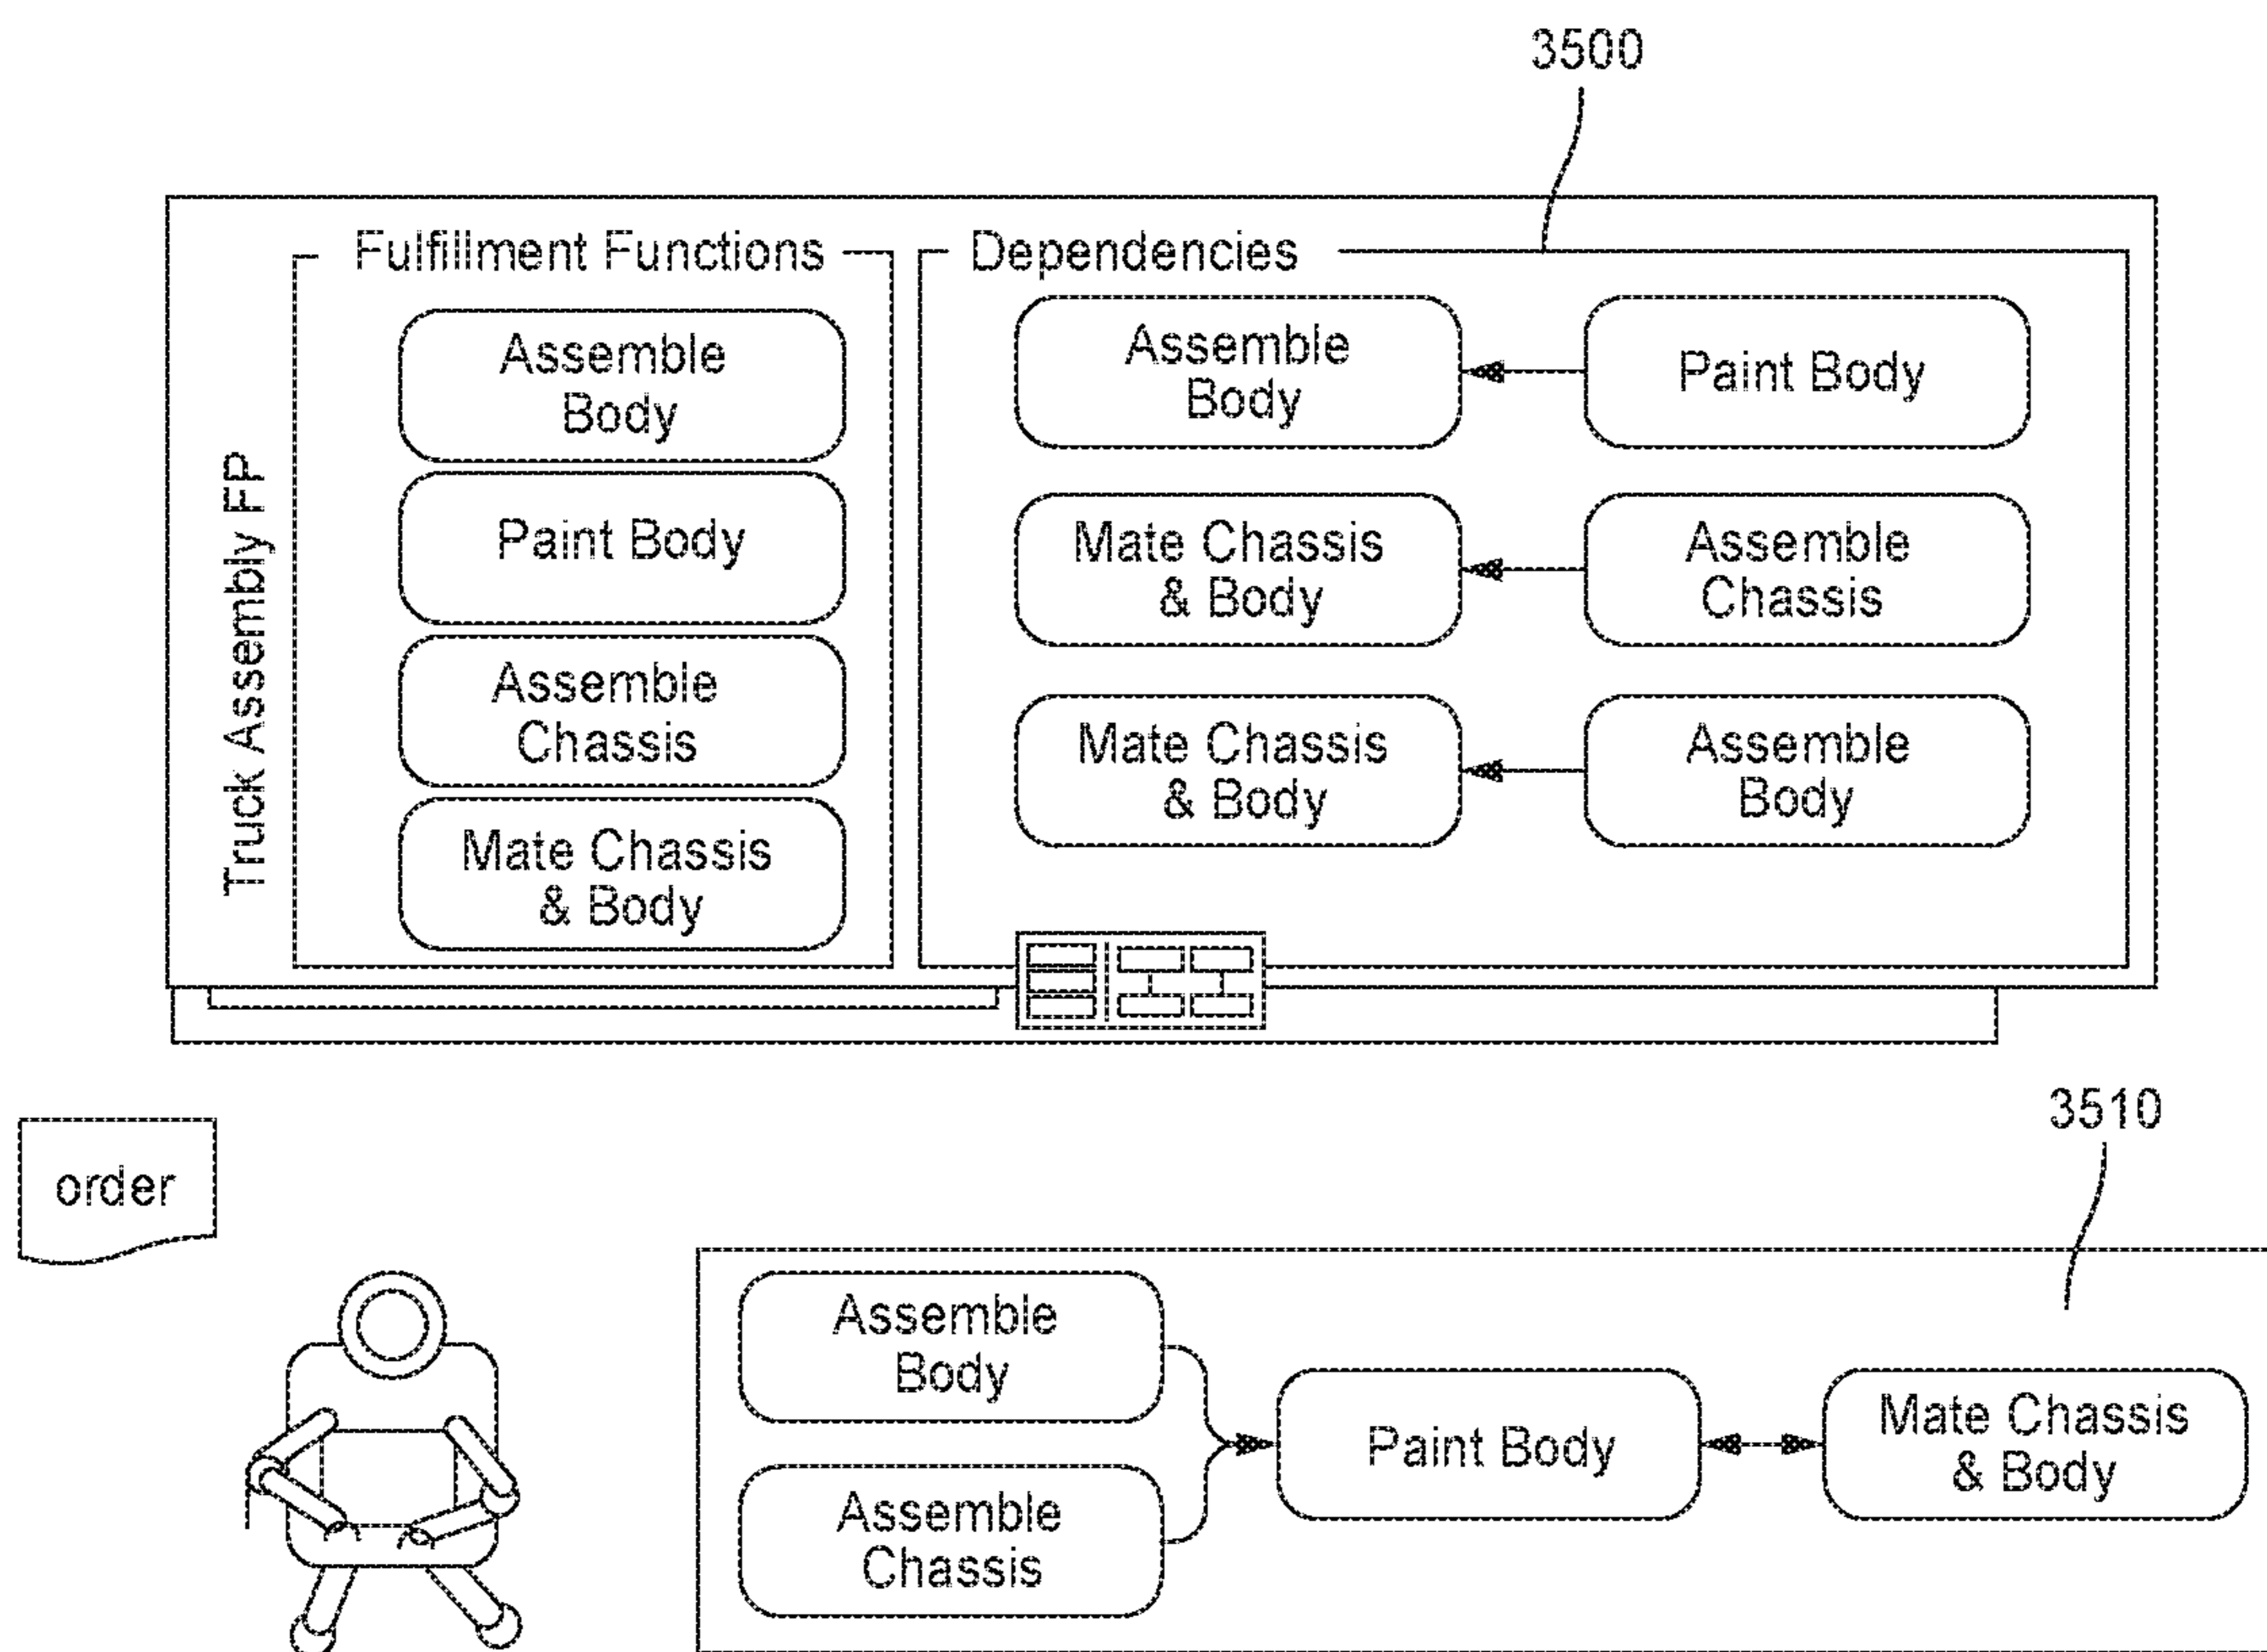 3500
Truck Assembly FP
Fulfillment Functions
Assemble
Body
Paint Body
Assemble
Chassis
Mate Chassis
& Body
Dependencies
Assemble
Body
Paint Body
Mate Chassis
& Body
Assemble
Chassis
Mate Chassis
& Body
Assemble
Body
order
3510
Assemble
Body
Assemble
Chassis
Paint Body
Mate Chassis
& Body